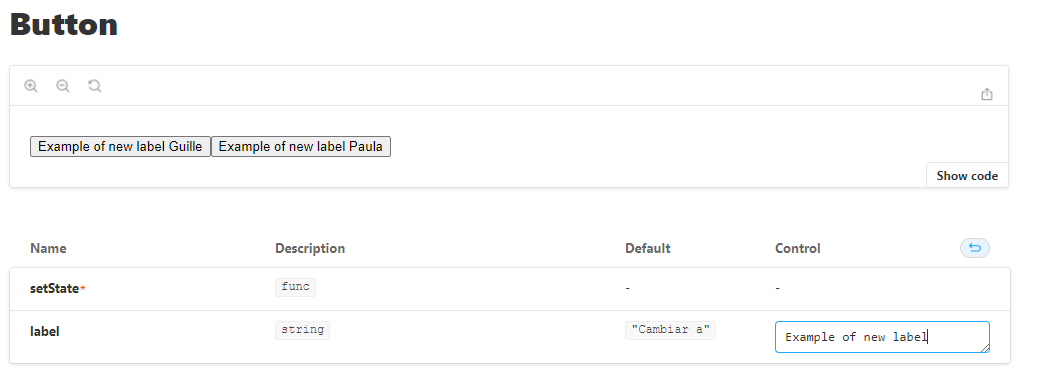 Button
Example of new label Guille Example of new label Paula
Show code
Name Description Default Control
setState* func - -
label string "Cambiar a" Example of new label